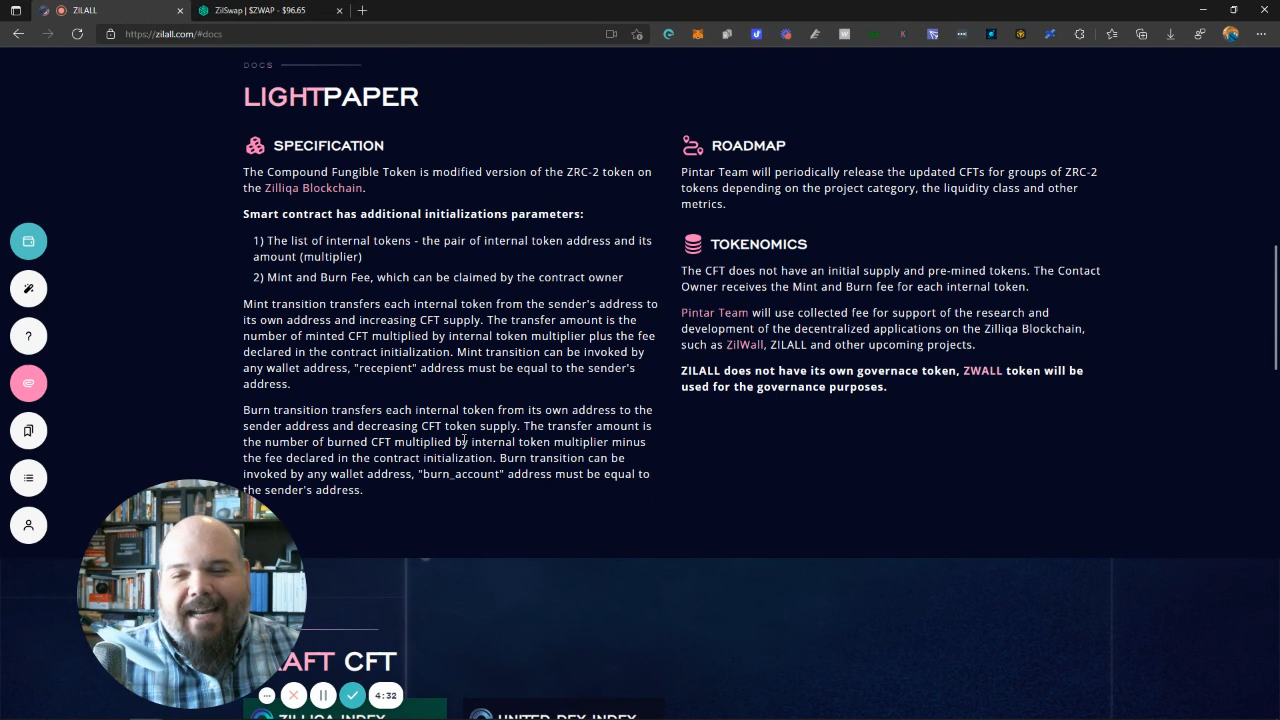 ZILALL
ZilSwap | $ZWAP - $96.65
https://zilall.com/#docs
DOCS
LIGHTPAPER
SPECIFICATION
The Compound Fungible Token is modified version of the ZRC-2 token on
the Zilliqa Blockchain.
Smart contract has additional initializations parameters:
1) The list of internal tokens - the pair of internal token address and its
amount (multiplier)
2) Mint and Burn Fee, which can be claimed by the contract owner
Mint transition transfers each internal token from the sender's address to
its own address and increasing CFT supply. The transfer amount is the
number of minted CFT multiplied by internal token multiplier plus the fee
declared in the contract initialization. Mint transition can be invoked by
any wallet address, "recepient" address must be equal to the sender's
address.
Burn transition transfers each internal token from its own address to the
sender address and decreasing CFT token supply. The transfer amount is
the number of burned CFT multiplied by internal token multiplier minus
the fee declared in the contract initialization. Burn transition can be
invoked by any wallet address, "burn_account" address must be equal to
the sender's address.
ROADMAP
Pintar Team will periodically release the updated CFTs for groups of ZRC-2
tokens depending on the project category, the liquidity class and other
metrics.
TOKENOMICS
The CFT does not have an initial supply and pre-mined tokens. The Contact
Owner receives the Mint and Burn fee for each internal token.
Pintar Team will use collected fee for support of the research and
development of the decentralized applications on the Zilliqa Blockchain,
such as ZilWall, ZILALL and other upcoming projects.
ZILALL does not have its own governace token, ZWALL token will be
used for the governance purposes.
AFT CFT
4:32
ZILLIQA INDEX
UNITED DEX INDEX